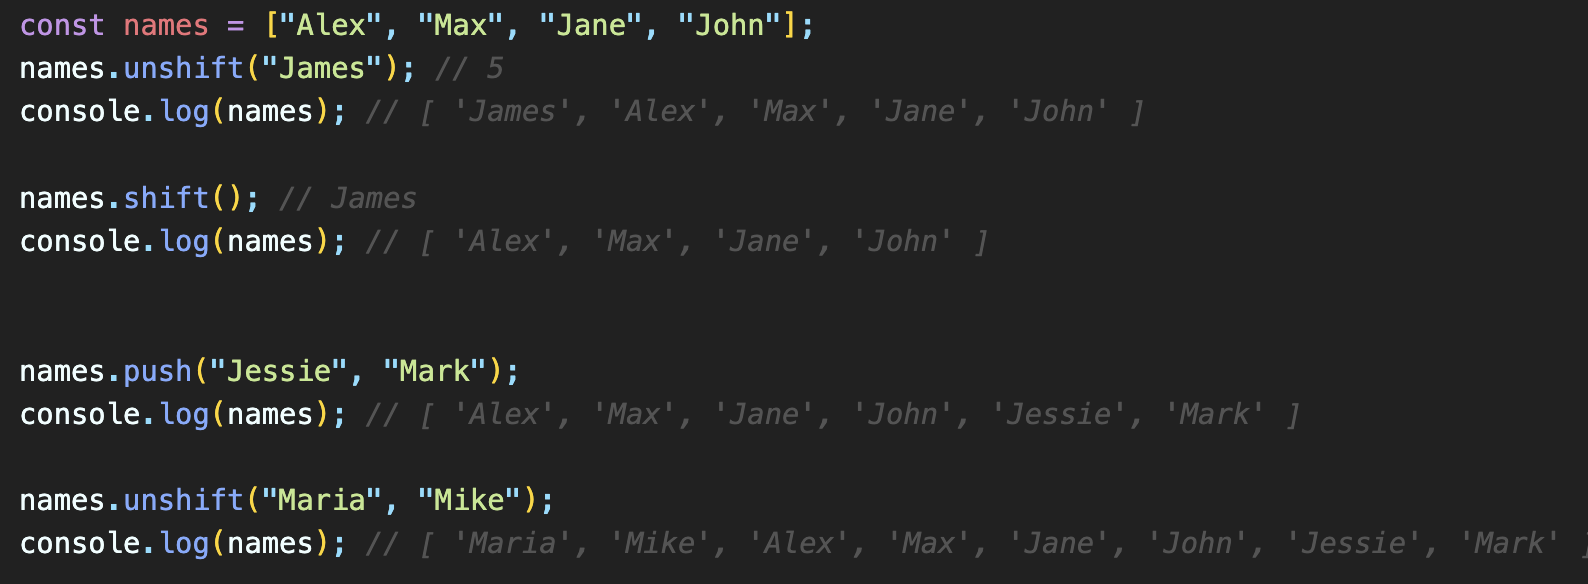 const names = ["Alex", "Max", "Jane", "John"];
names.unshift("James"); // 5
console.log(names); // [ 'James', 'Alex', 'Max', 'Jane', 'John' ]
names.shift(); // James
console.log(names); // [ 'Alex', 'Max', 'Jane', 'John' ]
names.push("Jessie", "Mark");
console.log(names); // [ 'Alex', 'Max', 'Jane', 'John', 'Jessie', 'Mark' ]
names.unshift("Maria", "Mike");
console.log(names); // [ 'Maria', 'Mike', 'Alex', 'Max', 'Jane', 'John', 'Jessie', 'Mark' ]